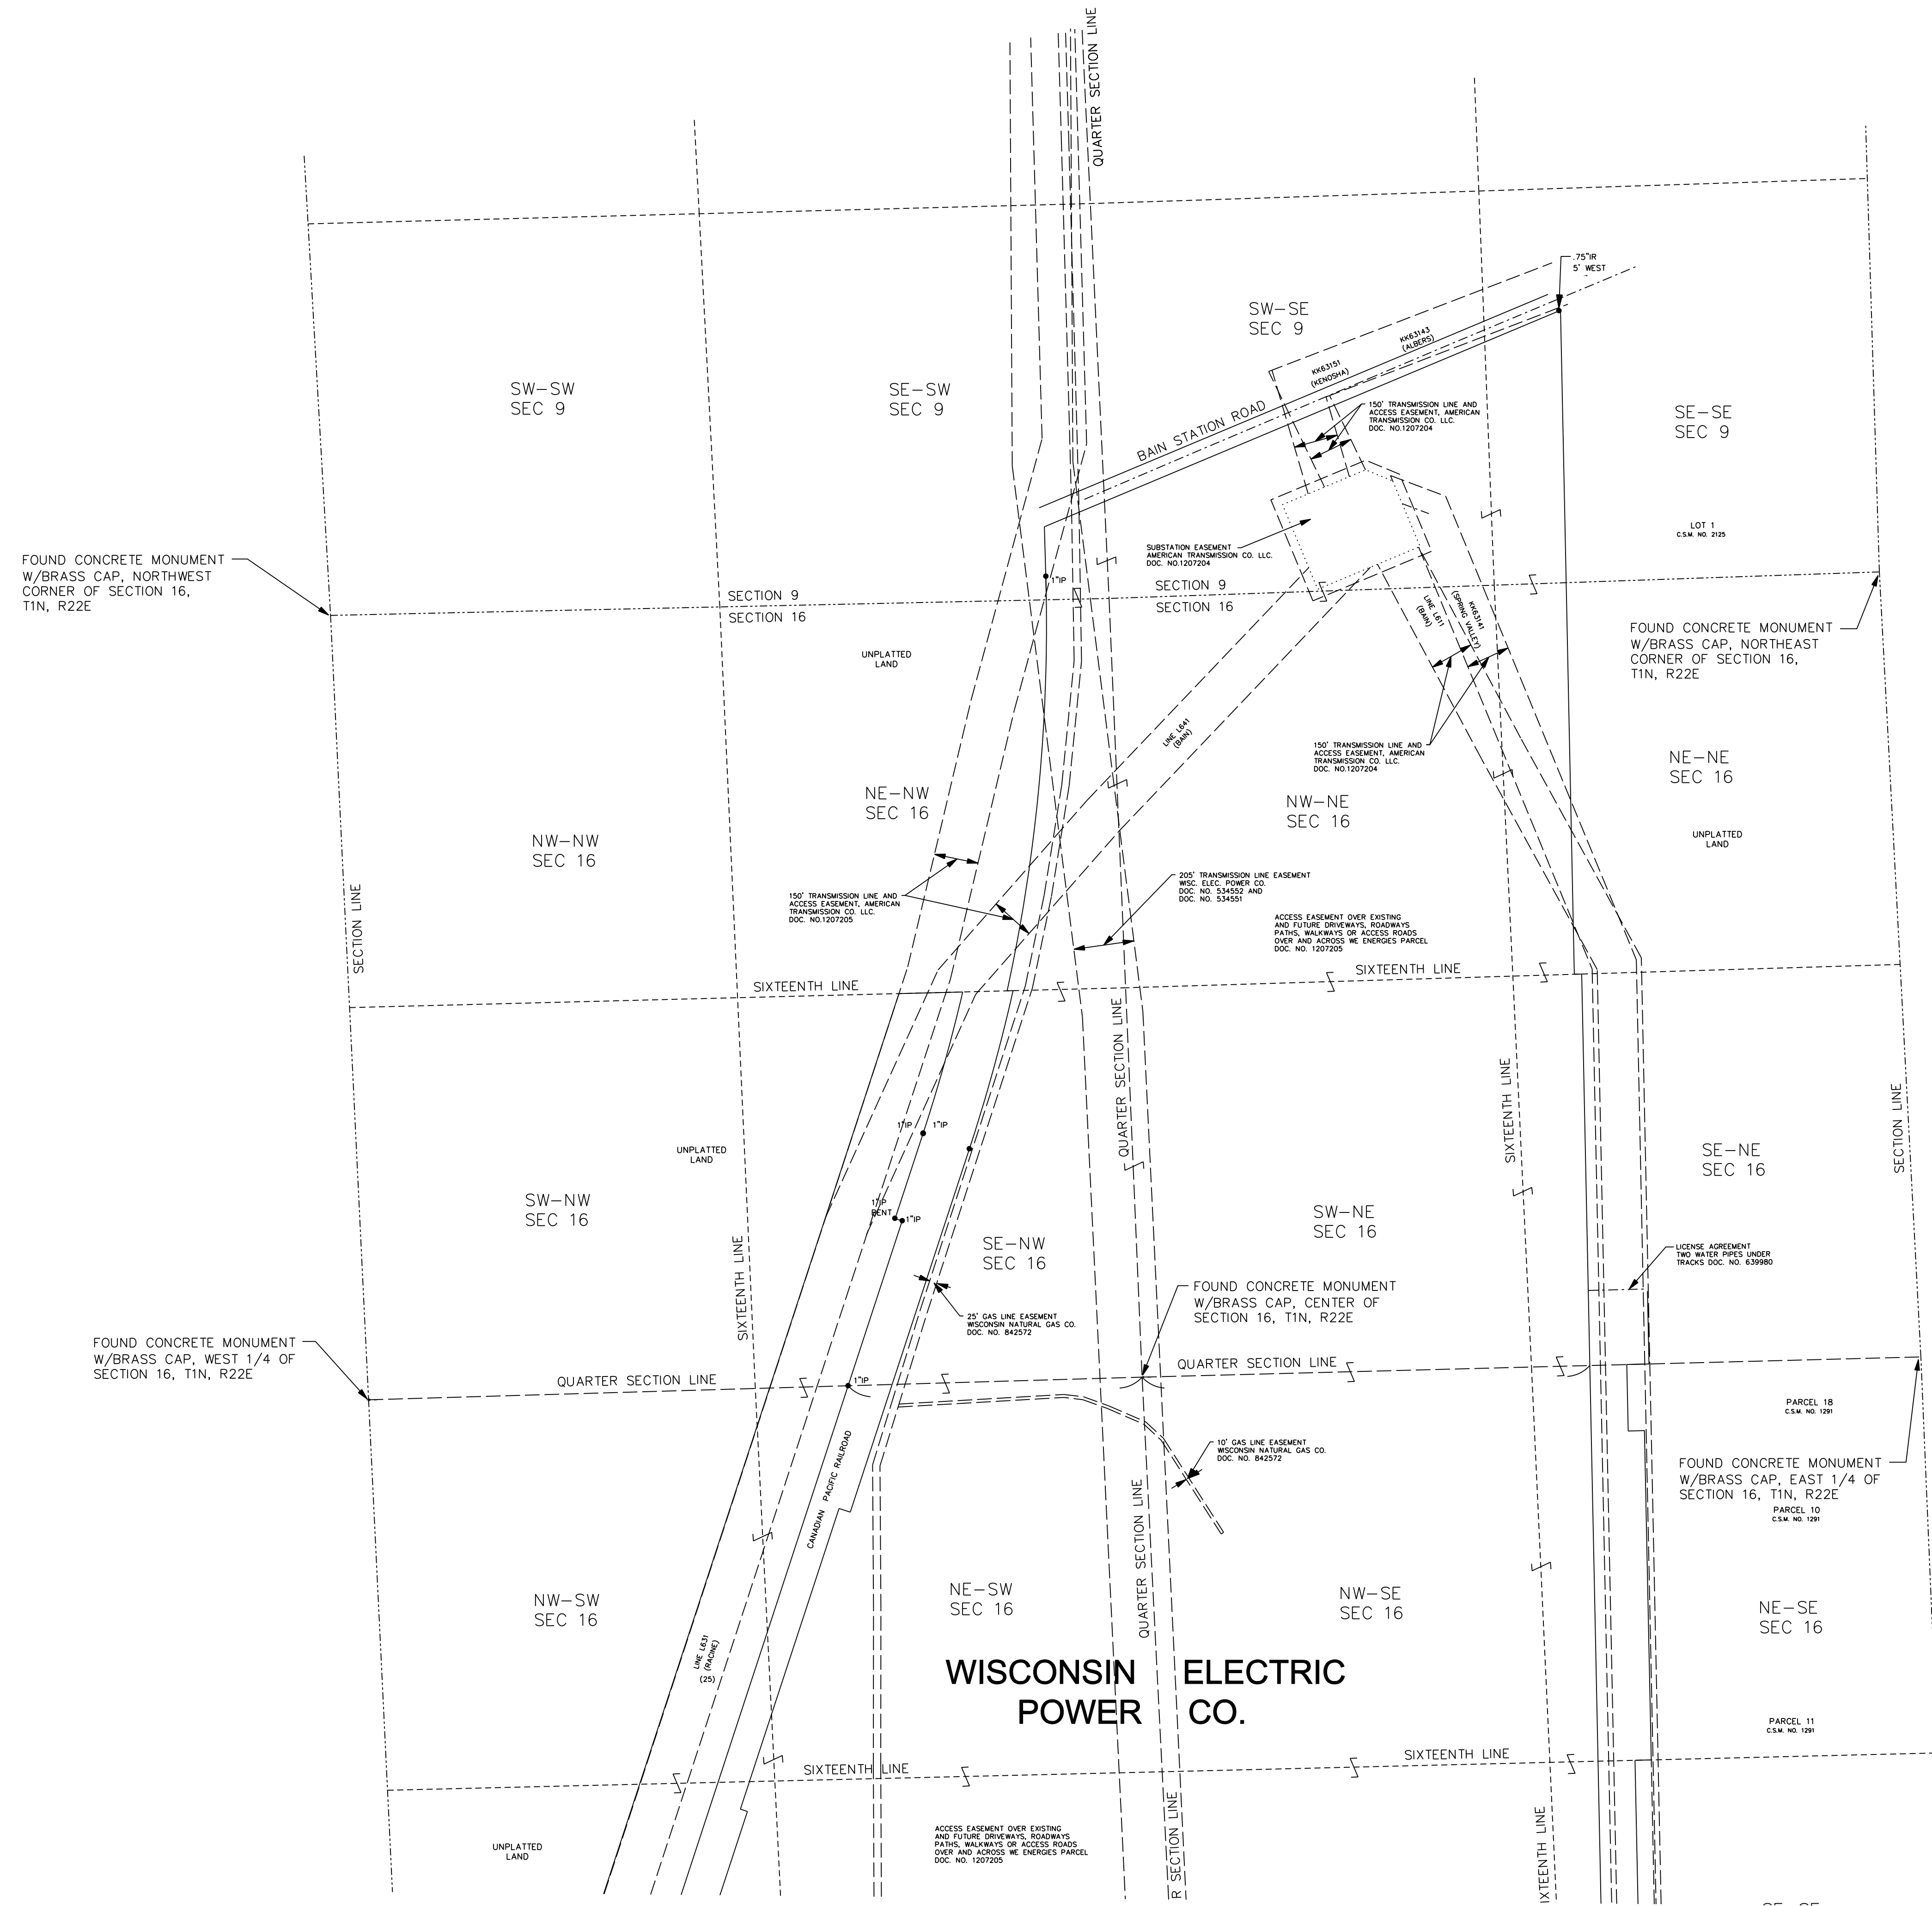 QUARTER SECTION LINE
.75"IR
5' WEST
SW-SE
SEC 9
KK63143
(ALBERS)
KK63151
(KENOSHA)
SW-SW
SEC 9
SE-SW
SEC 9
BAIN STATION ROAD
150' TRANSMISSION LINE AND
ACCESS EASEMENT, AMERICAN
TRANSMISSION CO. LLC.
DOC. NO.1207204
SE-SE
SEC 9
LOT 1
C.S.M. NO. 2125
FOUND CONCRETE MONUMENT
W/BRASS CAP, NORTHWEST
CORNER OF SECTION 16,
T1N, R22E
SUBSTATION EASEMENT
AMERICAN TRANSMISSION CO. LLC.
DOC. NO.1207204
1"IP
SECTION 9
SECTION 16
SECTION 9
SECTION 16
LINE L611
(BAIN)
KK63141
(SPRING VALLEY)
FOUND CONCRETE MONUMENT
W/BRASS CAP, NORTHEAST
CORNER OF SECTION 16,
T1N, R22E
UNPLATTED
LAND
LINE L641
(BAIN)
150' TRANSMISSION LINE AND
ACCESS EASEMENT, AMERICAN
TRANSMISSION CO. LLC.
DOC. NO.1207204
NE-NE
SEC 16
NE-NW
SEC 16
NW-NE
SEC 16
NW-NW
SEC 16
UNPLATTED
LAND
150' TRANSMISSION LINE AND
ACCESS EASEMENT, AMERICAN
TRANSMISSION CO. LLC.
DOC. NO.1207205
205' TRANSMISSION LINE EASEMENT
WISC. ELEC. POWER CO.
DOC. NO. 534552 AND
DOC. NO. 534551
ACCESS EASEMENT OVER EXISTING
AND FUTURE DRIVEWAYS, ROADWAYS
PATHS, WALKWAYS OR ACCESS ROADS
OVER AND ACROSS WE ENERGIES PARCEL
DOC. NO. 1207205
SECTION LINE
SIXTEENTH LINE
SIXTEENTH LINE
QUARTER SECTION LINE
SIXTEENTH LINE
SECTION LINE
1"IP
1"IP
UNPLATTED
LAND
SE-NE
SEC 16
SW-NW
SEC 16
1"IP
BENT
1"IP
SW-NE
SEC 16
SE-NW
SEC 16
SIXTEENTH LINE
LICENSE AGREEMENT
TWO WATER PIPES UNDER
TRACKS DOC. NO. 639980
FOUND CONCRETE MONUMENT
W/BRASS CAP, CENTER OF
SECTION 16, T1N, R22E
25' GAS LINE EASEMENT
WISCONSIN NATURAL GAS CO.
DOC. NO. 842572
FOUND CONCRETE MONUMENT
W/BRASS CAP, WEST 1/4 OF
SECTION 16, T1N, R22E
QUARTER SECTION LINE
1"IP
QUARTER SECTION LINE
PARCEL 18
C.S.M. NO. 1291
CANADIAN PACIFIC RAILROAD
10' GAS LINE EASEMENT
WISCONSIN NATURAL GAS CO.
DOC. NO. 842572
FOUND CONCRETE MONUMENT
W/BRASS CAP, EAST 1/4 OF
SECTION 16, T1N, R22E
PARCEL 10
C.S.M. NO. 1291
QUARTER SECTION LINE
NW-SW
SEC 16
NE-SW
SEC 16
NW-SE
SEC 16
NE-SE
SEC 16
LINE L631
(RACINE)
(25)
WISCONSIN ELECTRIC
POWER CO.
PARCEL 11
C.S.M. NO. 1291
SIXTEENTH LINE
SIXTEENTH LINE
UNPLATTED
LAND
ACCESS EASEMENT OVER EXISTING
AND FUTURE DRIVEWAYS, ROADWAYS
PATHS, WALKWAYS OR ACCESS ROADS
OVER AND ACROSS WE ENERGIES PARCEL
DOC. NO. 1207205
R SECTION LINE
IXTEENTH LINE